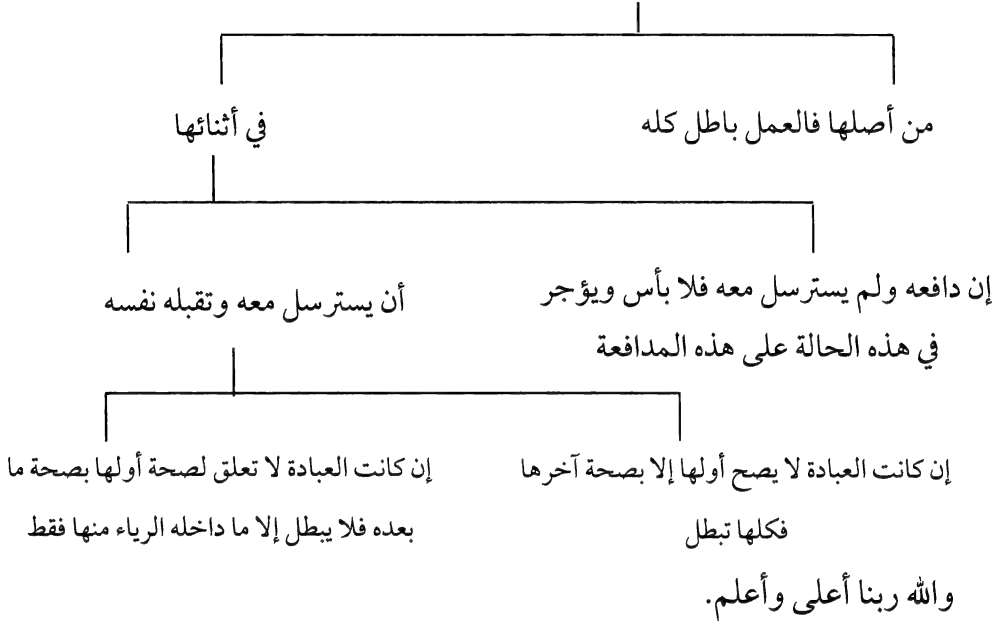 من أصلها فالعمل باطل كله
في أثنائها
إن دافعه ولم يسترسل معه فلا بأس ويؤجر
في هذه الحالة على هذه المدافعة
أن يسترسل معه وتقبله نفسه
إن كانت العبادة لا يصح أولها إلا بصحة آخرها
فكلها تبطل
إن كانت العبادة لا تعلق لصحة أولها بصحة ما
بعده فلا يبطل إلا ما داخله الرياء منها فقط
والله ربنا أعلى وأعلم.